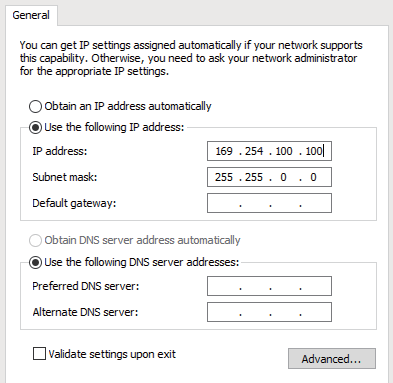 General
You can get IP settings assigned automatically if your network supports
this capability. Otherwise, you need to ask your network administrator
for the appropriate IP settings.
Obtain an IP address automatically
Use the following IP address:
IP address: 169 . 254 . 100 . 100
Subnet mask: 255 . 255 . 0 . 0
Default gateway: . . .
Obtain DNS server address automatically
Use the following DNS server addresses:
Preferred DNS server: . . .
Alternate DNS server: . . .
Validate settings upon exit
Advanced...